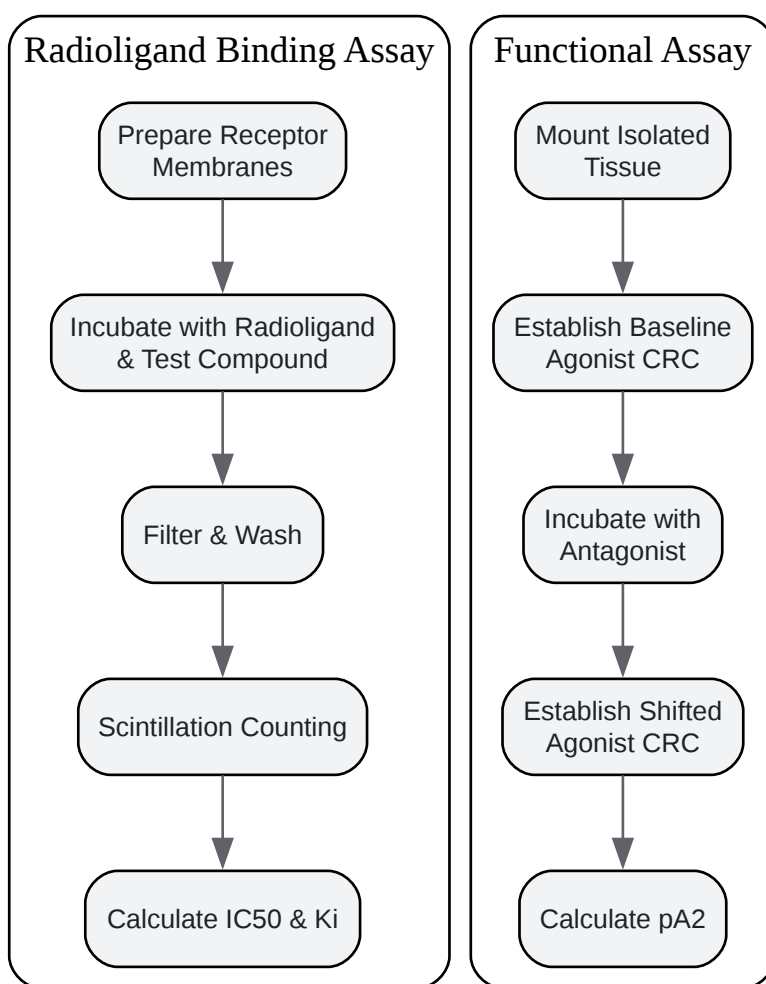 Radioligand Binding Assay
Prepare Receptor
Membranes
Incubate with Radioligand
& Test Compound
Filter & Wash
Scintillation Counting
Calculate IC50 & Ki
Functional Assay
Mount Isolated
Tissue
Establish Baseline
Agonist CRC
Incubate with
Antagonist
Establish Shifted
Agonist CRC
Calculate pA2